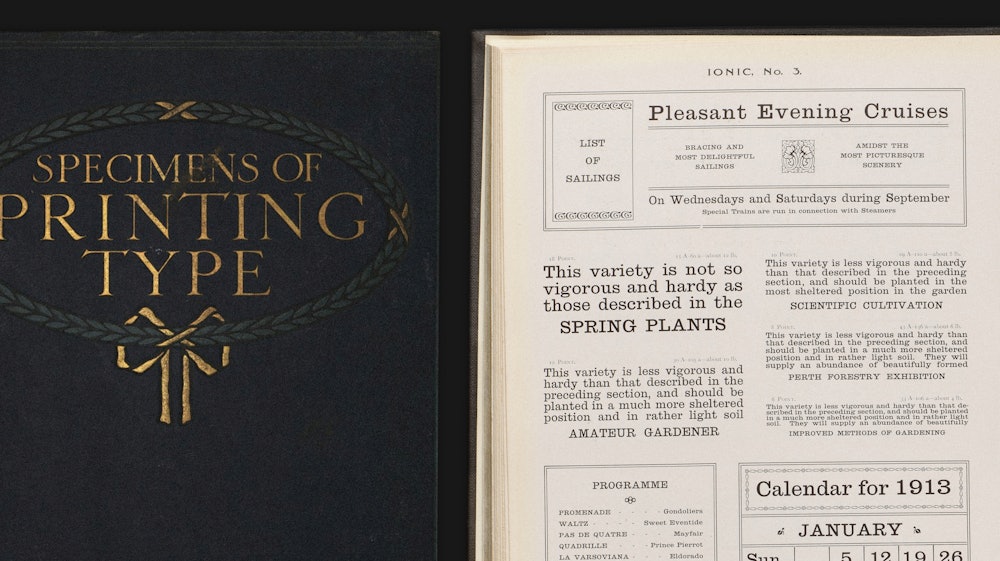 SPECIMENS OF
PRINTING
TYPE
IONIC, No. 3.
LIST
OF
SAILINGS
Pleasant Evening Cruises
BRACING AND
MOST DELIGHTFUL
SAILINGS
AMIDST THE
MOST PICTURESQUE
SCENERY
On Wednesdays and Saturdays during September
Special Trains are run in connection with Steamers
18 Point.
This variety is not so
vigorous and hardy as
those described in the
SPRING PLANTS
12 Point.
This variety is less vigorous and
hardy than that described in the
preceding section, and should be
planted in a much more sheltered
position and in rather light soil
AMATEUR GARDENER
10 Point.
This variety is less vigorous and hardy
than that described in the preceding
section, and should be planted in the
most sheltered position in the garden
SCIENTIFIC CULTIVATION
8 Point.
This variety is less vigorous and hardy than
that described in the preceding section, and
should be planted in a much more sheltered
position and in rather light soil. They will
supply an abundance of beautifully formed
PERTH FORESTRY EXHIBITION
6 Point.
This variety is less vigorous and hardy than that de-
scribed in the preceding section, and should be planted
in a much more sheltered position and in rather light
soil. They will supply an abundance of beautifully
IMPROVED METHODS OF GARDENING
PROGRAMME
PROMENADE - - - - Gondoliers
WALTZ - - - - Sweet Eventide
PAS DE QUATRE - - - Mayfair
QUADRILLE - - - Prince Pierrot
LA VARSOVIANA - - - Eldorado
Calendar for 1913
JANUARY
Sun. 5 12 19 26